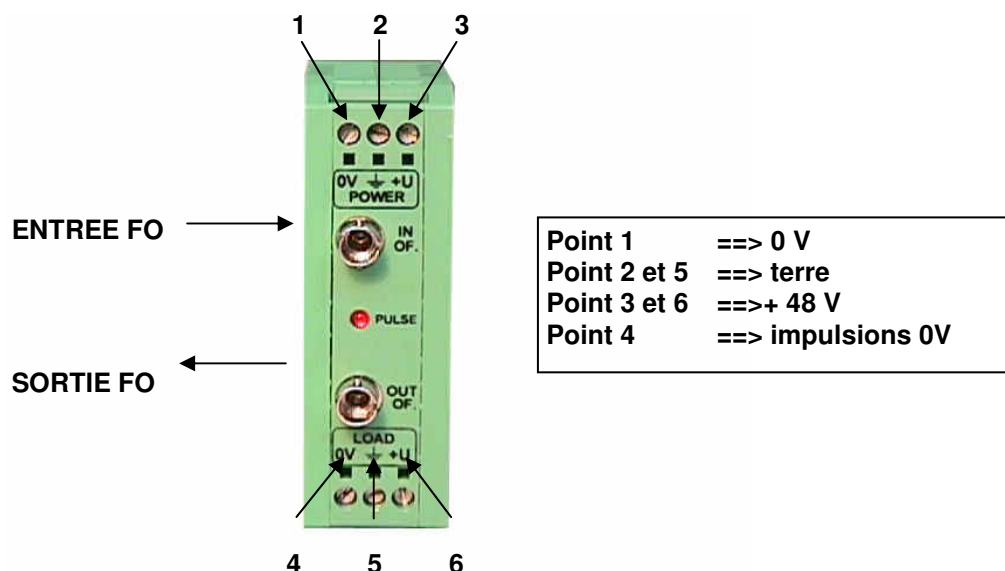 1 2 3
0V ⏚ +U
POWER
ENTREE FO
IN
OF.
PULSE
SORTIE FO
OUT
OF.
LOAD
0V ⏚ +U
4 5 6
Point 1 ==> 0 V
Point 2 et 5 ==> terre
Point 3 et 6 ==>+ 48 V
Point 4 ==> impulsions 0V